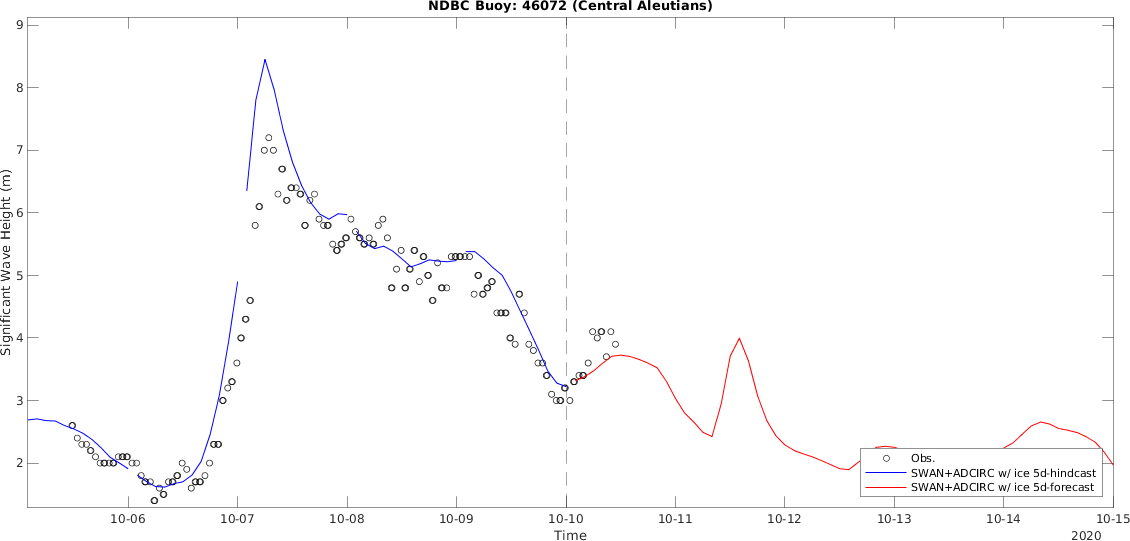 NDBC Buoy: 46072 (Central Aleutians)
9
8
7
6
5
4
3
2
Significant Wave Height (m)
10-06 10-07 10-08 10-09 10-10 10-11 10-12 10-13 10-14 10-15
Time
2020
Obs.
SWAN+ADCIRC w/ ice 5d-hindcast
SWAN+ADCIRC w/ ice 5d-forecast